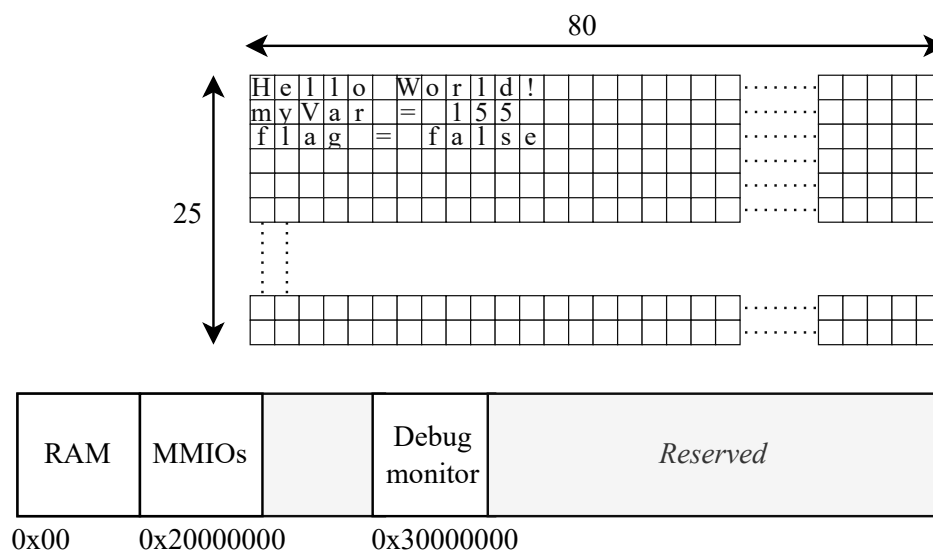 80
Hello World!
myVar = 155
flag = false
25
RAM
MMIOs
Debug
monitor
Reserved
0x00
0x20000000
0x30000000